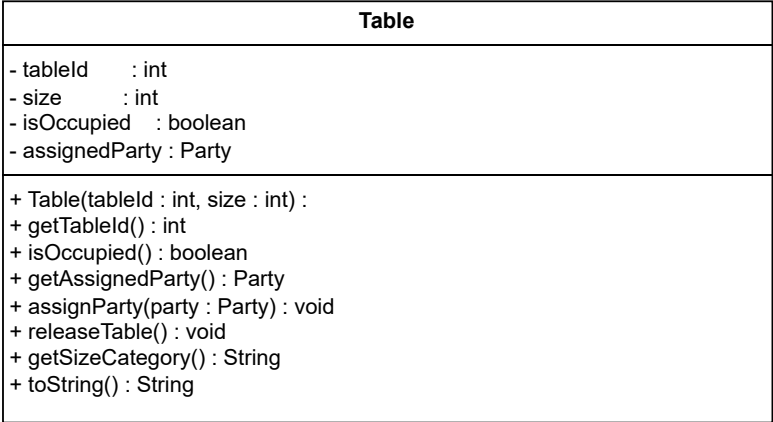 Table
- tableId : int
- size : int
- isOccupied : boolean
- assignedParty : Party
+ Table(tableId : int, size : int) :
+ getTableId() : int
+ isOccupied() : boolean
+ getAssignedParty() : Party
+ assignParty(party : Party) : void
+ releaseTable() : void
+ getSizeCategory() : String
+ toString() : String